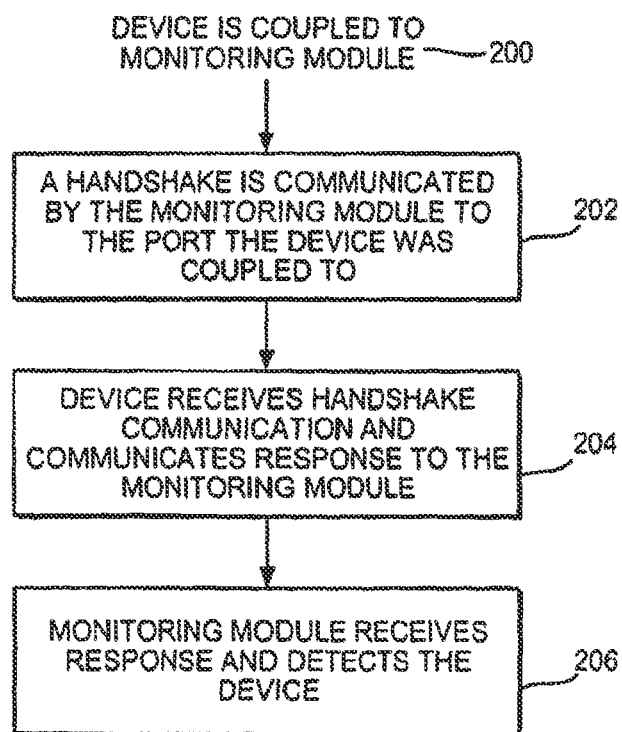 DEVICE IS COUPLED TO
MONITORING MODULE
200
A HANDSHAKE IS COMMUNICATED
BY THE MONITORING MODULE TO
THE PORT THE DEVICE WAS
COUPLED TO
202
DEVICE RECEIVES HANDSHAKE
COMMUNICATION AND
COMMUNICATES RESPONSE TO THE
MONITORING MODULE
204
MONITORING MODULE RECEIVES
RESPONSE AND DETECTS THE
DEVICE
206